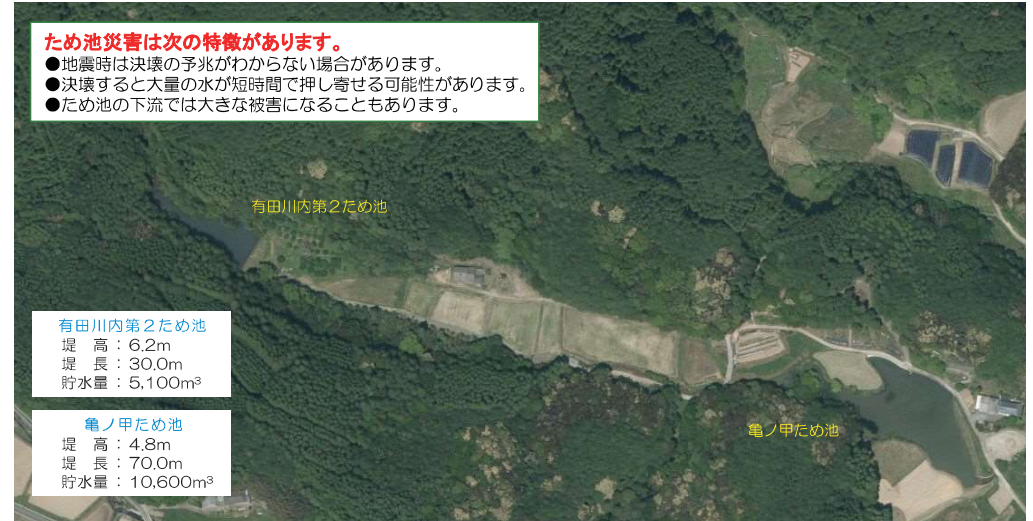 ため池災害は次の特徴があります。
●地震時は決壊の予兆がわからない場合があります。
●決壊すると大量の水が短時間で押し寄せる可能性があります。
●ため池の下流では大きな被害になることもあります。
有田川内第２ため池
有田川内第２ため池
堤　高：6.2m
堤　長：30.0m
貯水量：5,100m³
亀ノ甲ため池
堤　高：4.8m
堤　長：70.0m
貯水量：10,600m³
亀ノ甲ため池